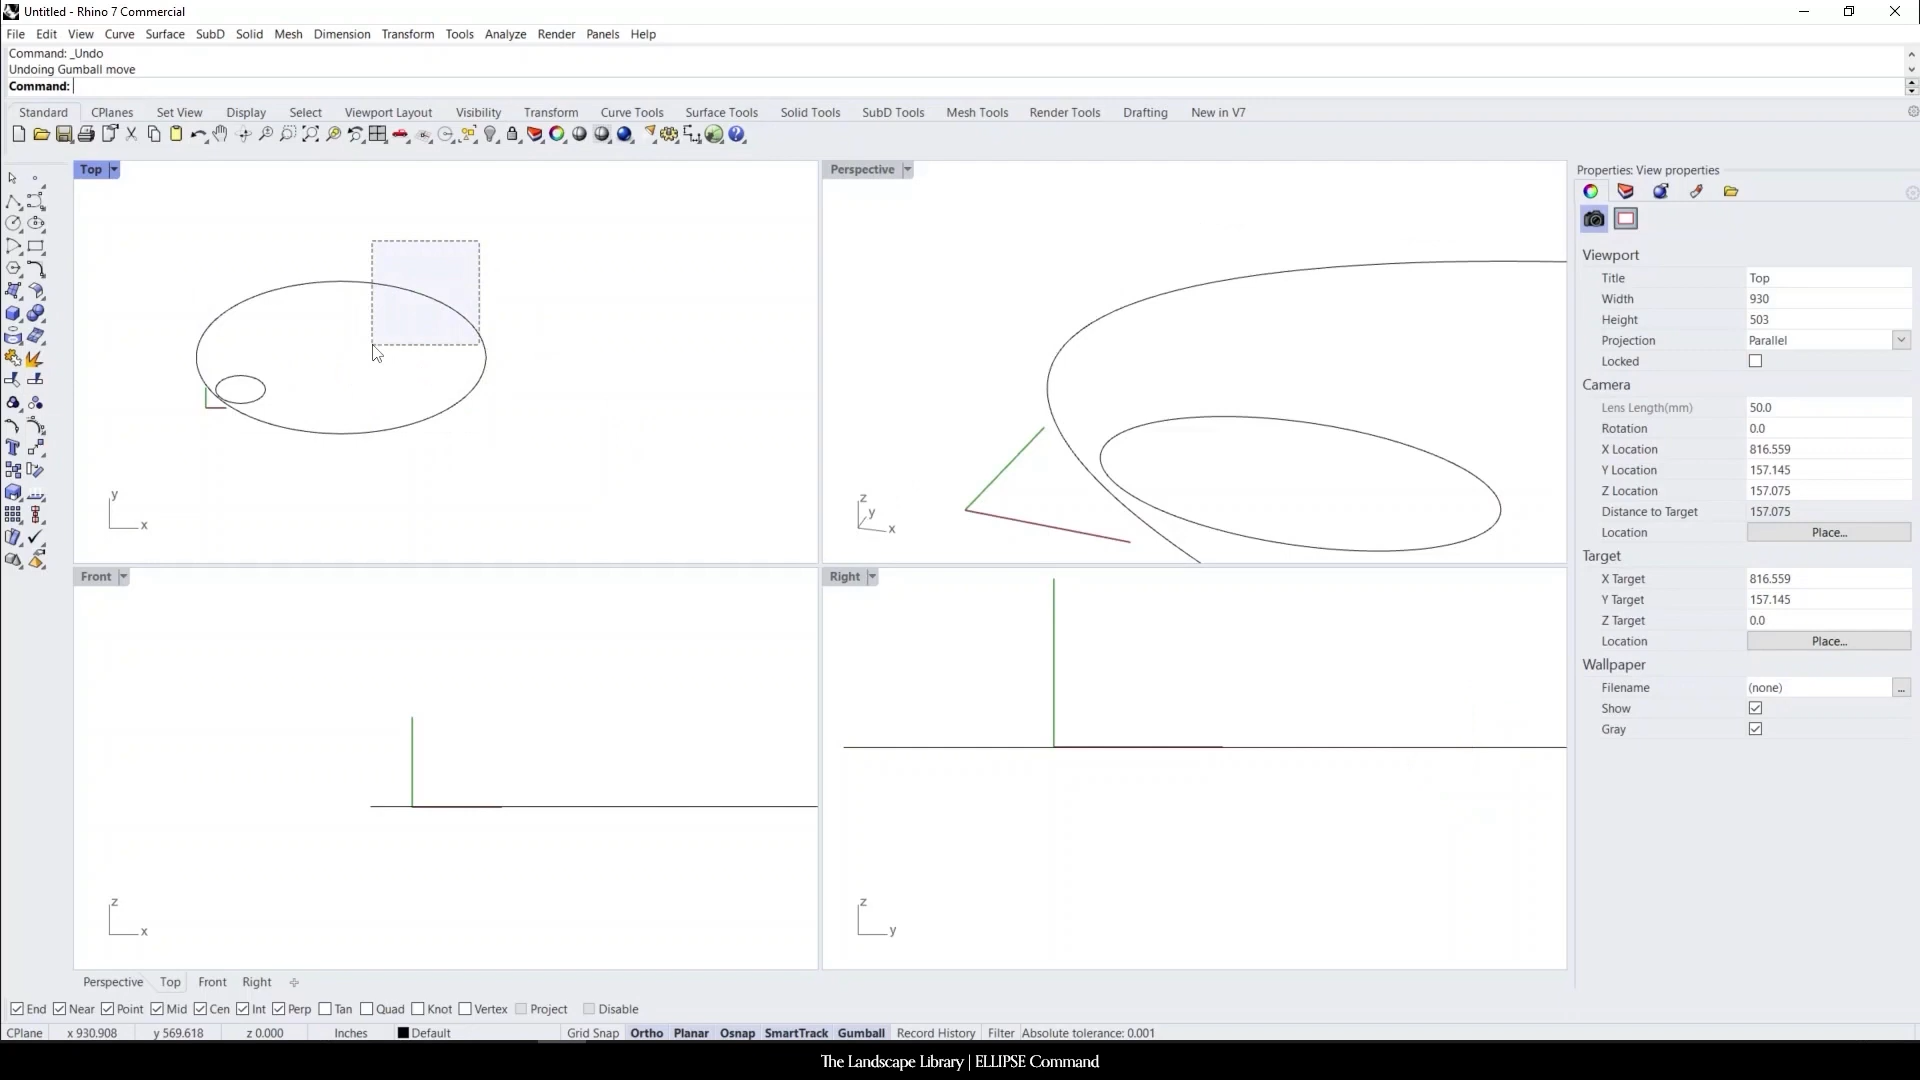 Untitled - Rhino 7 Commercial
File Edit View Curve Surface SubD Solid Mesh Dimension Transform Tools Analyze Render Panels Help
Command: _Undo
Undoing Gumball move
Command:
Standard CPlanes Set View Display Select Viewport Layout Visibility Transform Curve Tools Surface Tools Solid Tools SubD Tools Mesh Tools Render Tools Drafting New in V7
Top
Perspective
Properties: View properties
Viewport
Title Top
Width 930
Height 503
Projection Parallel
Locked
Camera
Lens Length(mm) 50.0
Rotation 0.0
X Location 816.559
Y Location 157.145
Z Location 157.075
Distance to Target 157.075
Location Place...
Target
X Target 816.559
Y Target 157.145
Z Target 0.0
Location Place...
Wallpaper
Filename (none) ...
Show
Gray
y
x
z
y
x
Front
Right
z
x
z
y
Perspective Top Front Right
End Near Point Mid Cen Int Perp Tan Quad Knot Vertex Project Disable
CPlane x 930.908 y 569.618 z 0.000 Inches Default Grid Snap Ortho Planar Osnap SmartTrack Gumball Record History Filter Absolute tolerance: 0.001
The Landscape Library | ELLIPSE Command